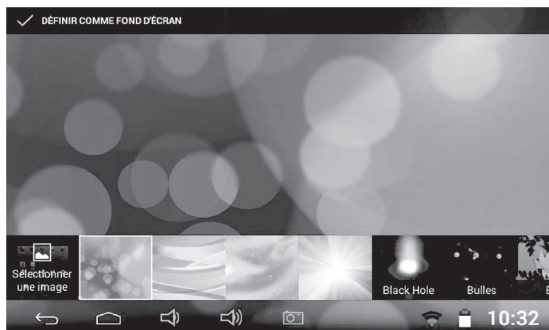 DÉFINIR COMME FOND D'ÉCRAN
Sélectionner
une image
Black Hole
Bulles
10:32